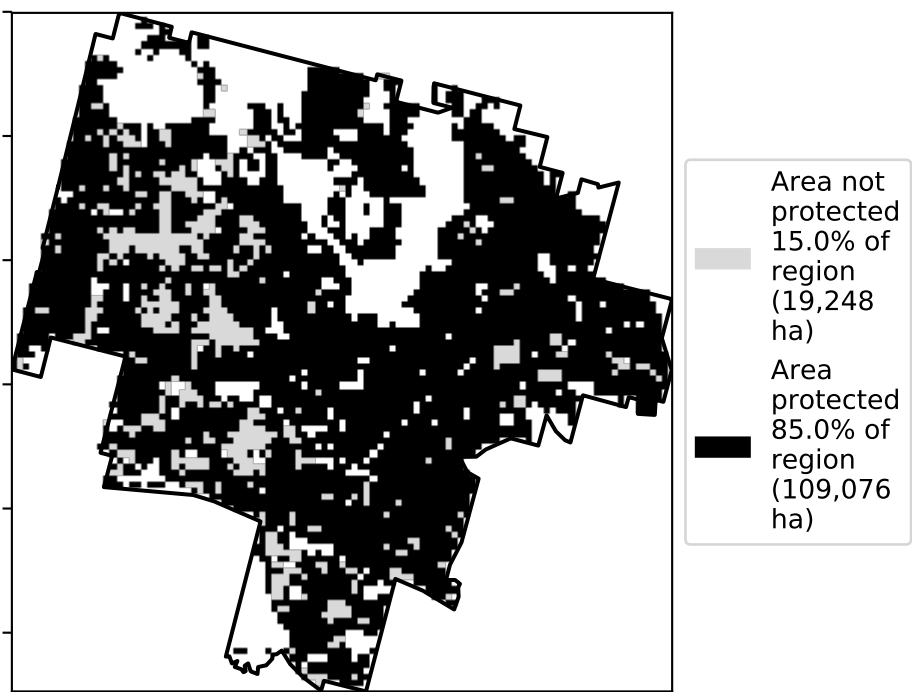 Area not
protected
15.0% of
region
(19,248
ha)
Area
protected
85.0% of
region
(109,076
ha)